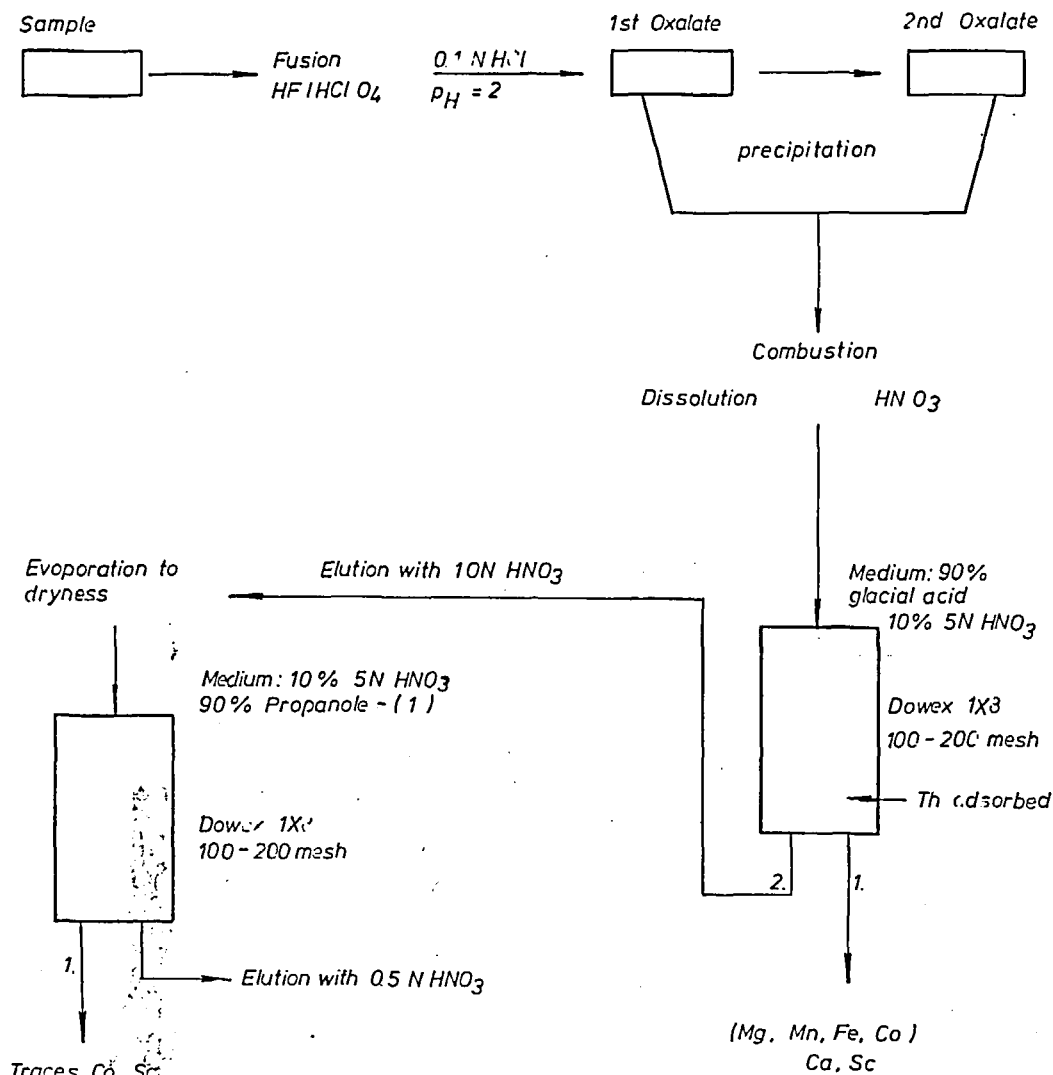 Sample
Fusion
HF / HClO4
0.1 N HCl
pH = 2
1st Oxalate
2nd Oxalate
precipitation
Combustion
Dissolution HNO3
Medium: 90%
glacial acid
10% 5N HNO3
Dowex 1X8
100-200 mesh
Th adsorbed
2.
1.
(Mg, Mn, Fe, Co)
Ca, Sc
Elution with 10N HNO3
Evoporation to
dryness
Medium: 10% 5N HNO3
90% Propanole-(1)
Dowex 1X8
100-200 mesh
1.
Elution with 0.5 N HNO3
Traces